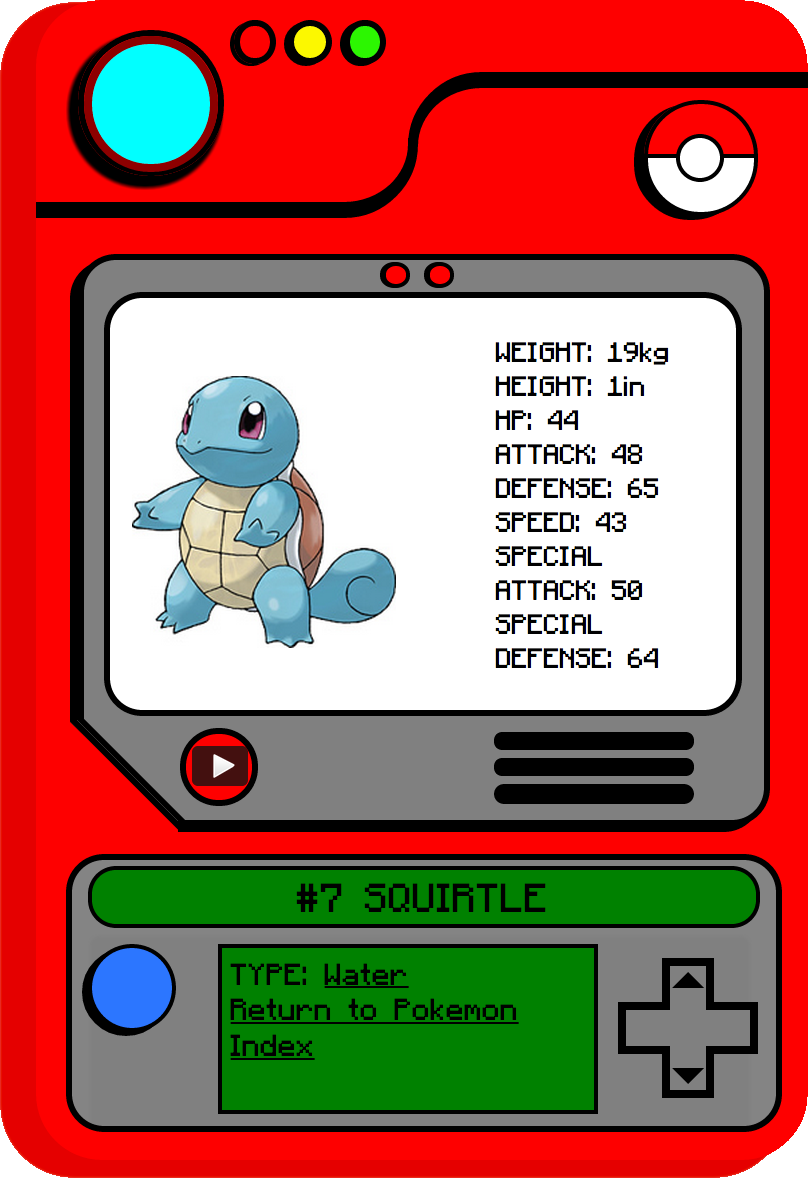 WEIGHT: 19kg
HEIGHT: 1in
HP: 44
ATTACK: 48
DEFENSE: 65
SPEED: 43
SPECIAL
ATTACK: 50
SPECIAL
DEFENSE: 64
#7 SQUIRTLE
TYPE: Water
Return to Pokemon
Index